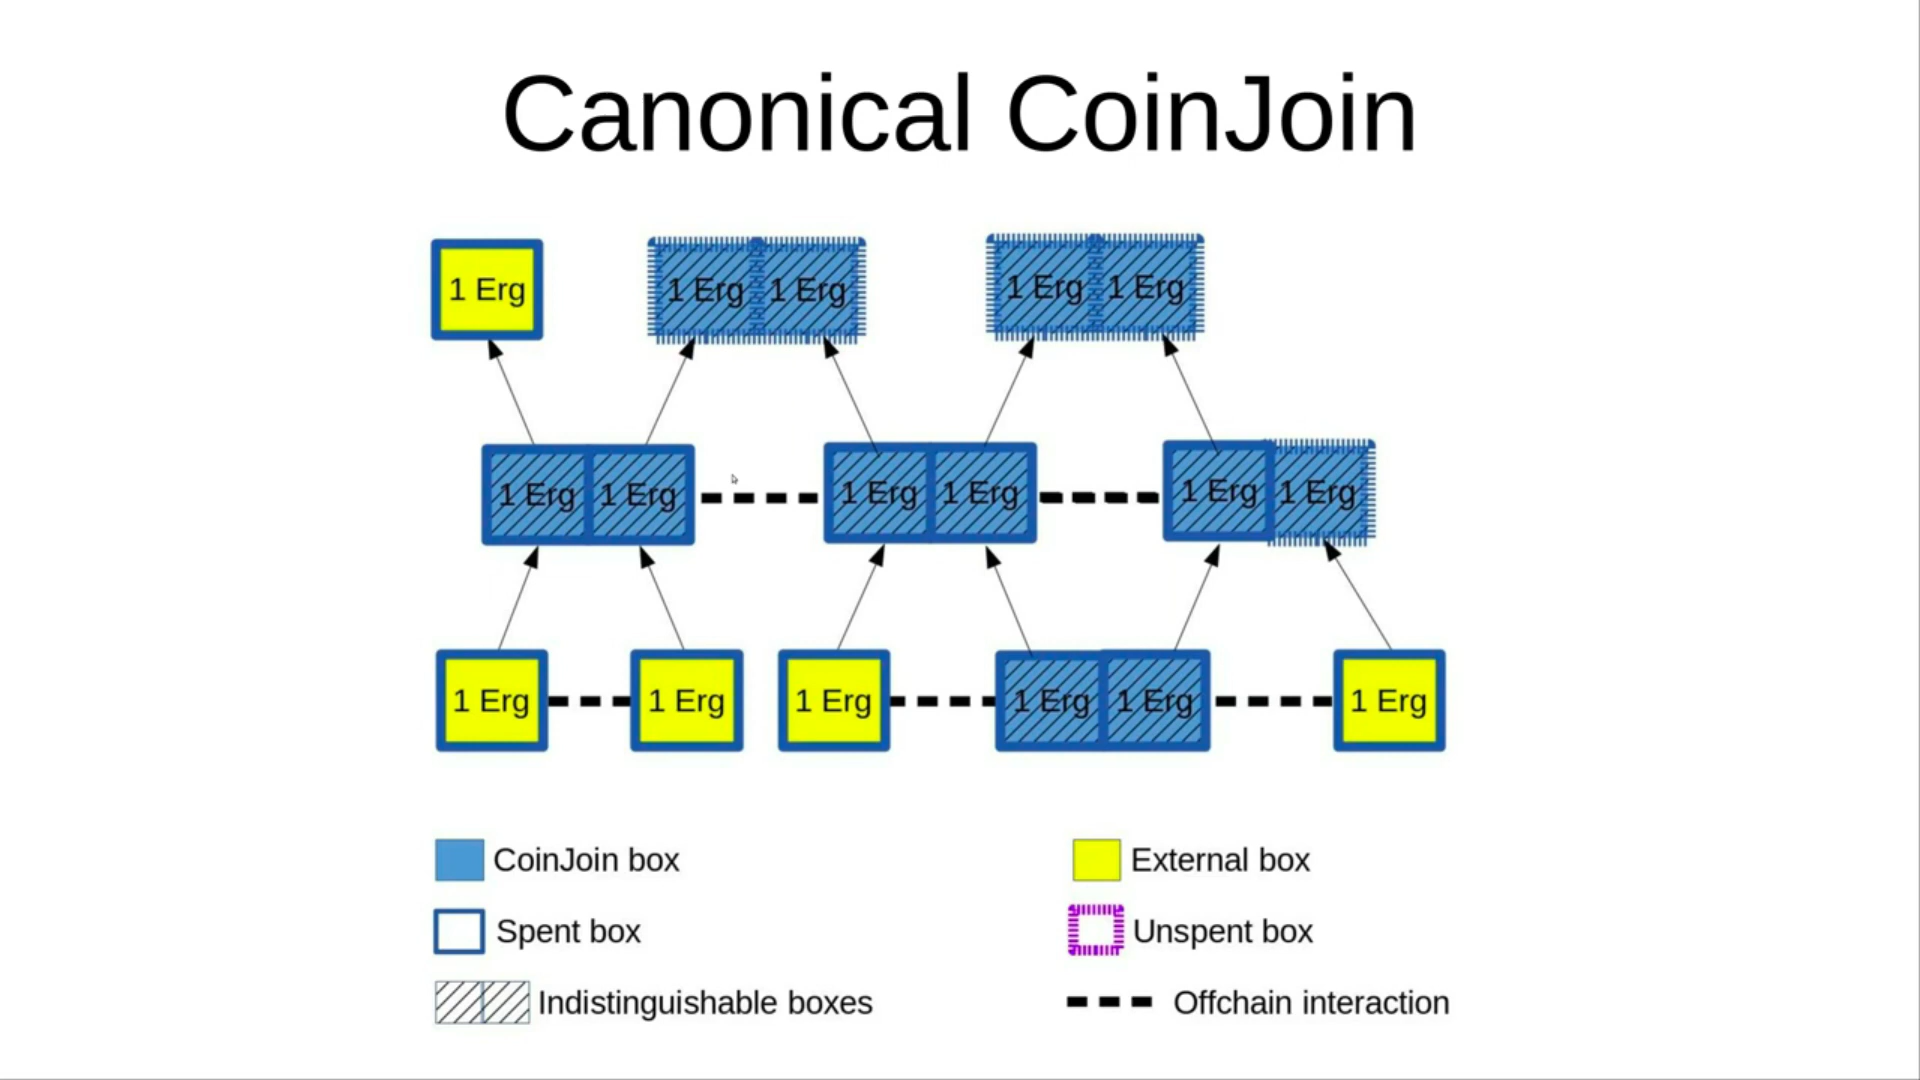 Canonical CoinJoin
1 Erg 1 Erg 1 Erg 1 Erg 1 Erg
1 Erg 1 Erg 1 Erg 1 Erg 1 Erg 1 Erg
1 Erg 1 Erg 1 Erg 1 Erg 1 Erg 1 Erg
CoinJoin box External box
Spent box Unspent box
Indistinguishable boxes Offchain interaction